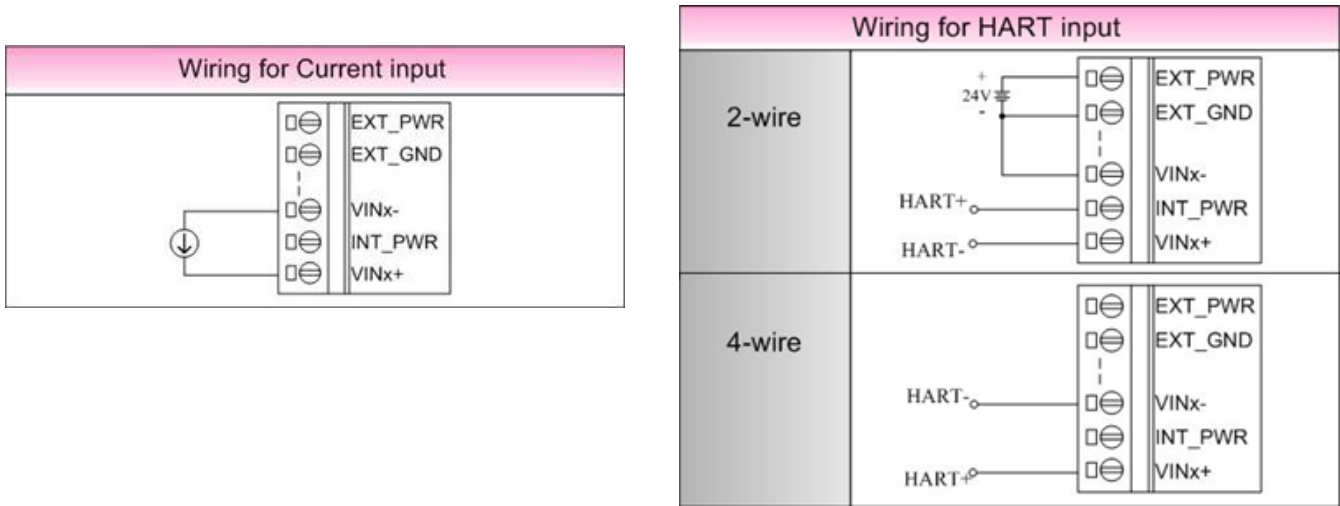 Wiring for Current input
EXT_PWR
EXT_GND
VINx-
INT_PWR
VINx+
Wiring for HART input
2-wire
+
24V
-
EXT_PWR
EXT_GND
VINx-
HART+
INT_PWR
HART-
VINx+
4-wire
EXT_PWR
EXT_GND
HART-
VINx-
INT_PWR
HART+
VINx+